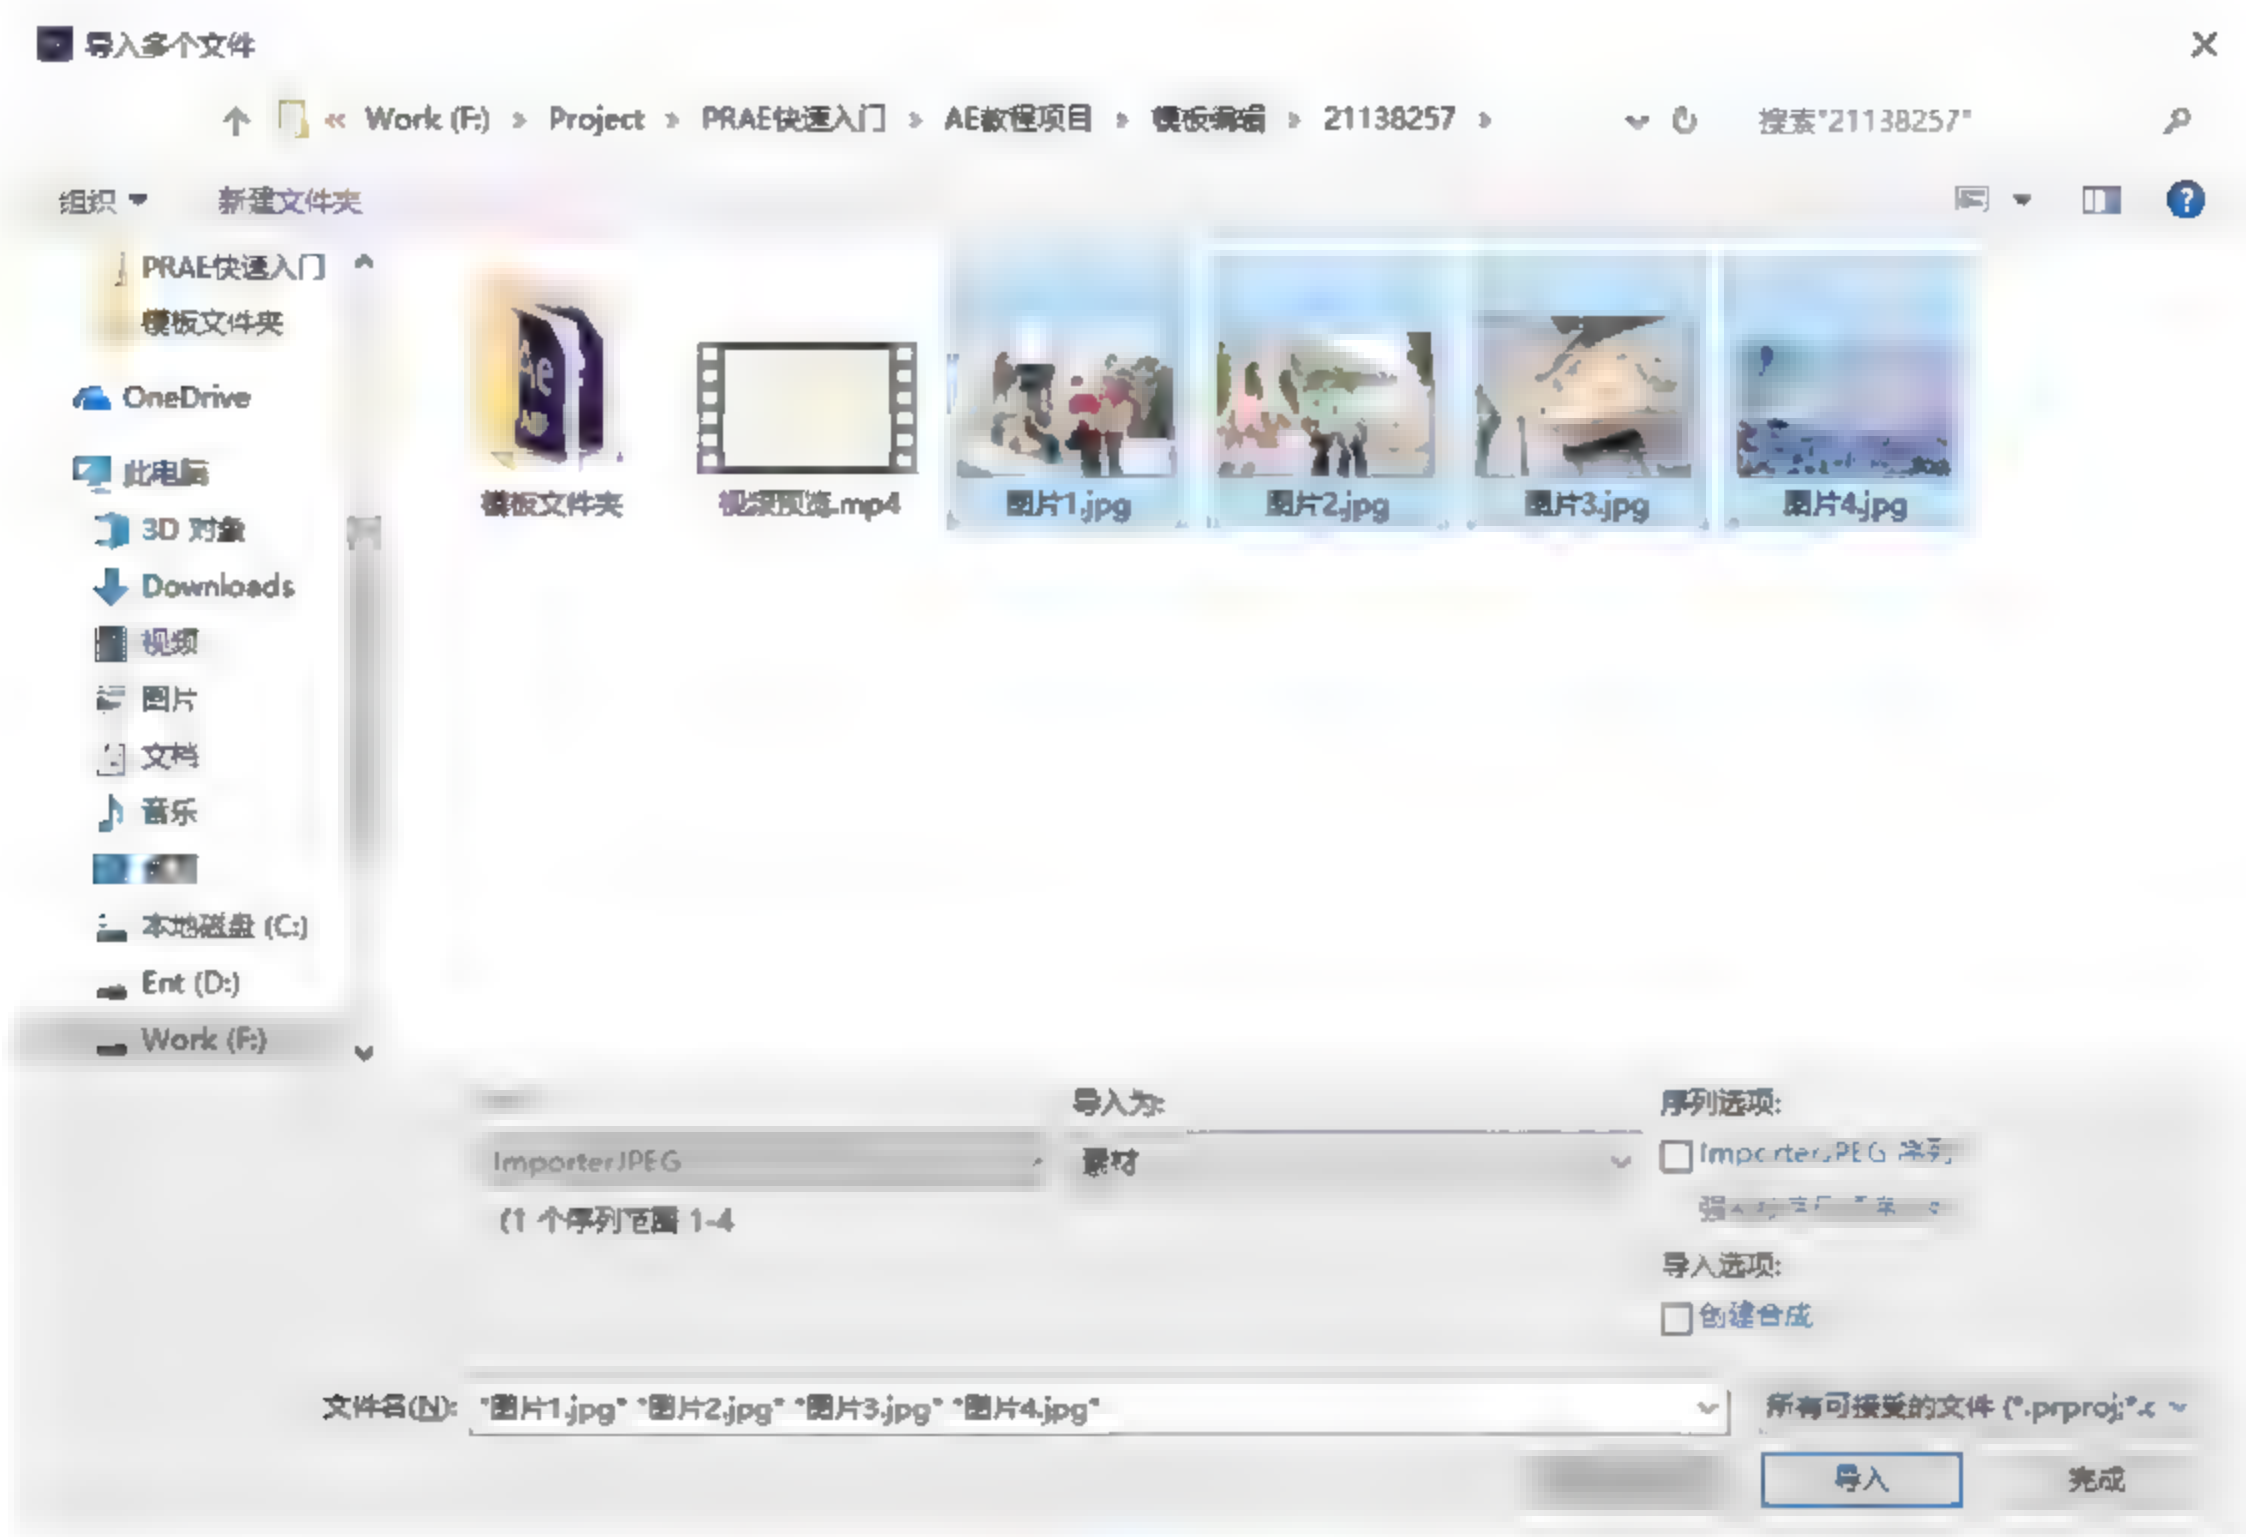 导入多个文件
« Work (F:) › Project › PRAE快速入门 › AE教程项目 › 模板编辑 › 21138257 ›
搜索"21138257"
组织 新建文件夹
PRAE快速入门
模板文件夹
OneDrive
此电脑
3D 对象
Downloads
视频
图片
文档
音乐
本地磁盘 (C:)
Ent (D:)
Work (F:)
模板文件夹
视频预览.mp4
图片1.jpg
图片2.jpg
图片3.jpg
图片4.jpg
ImporterJPEG
(1 个序列范围 1-4
导入为:
素材
序列选项:
ImporterJPEG 序列
导入选项:
创建合成
文件名(N): "图片1.jpg" "图片2.jpg" "图片3.jpg" "图片4.jpg"
所有可接受的文件 (*.prproj;*.c
导入
完成